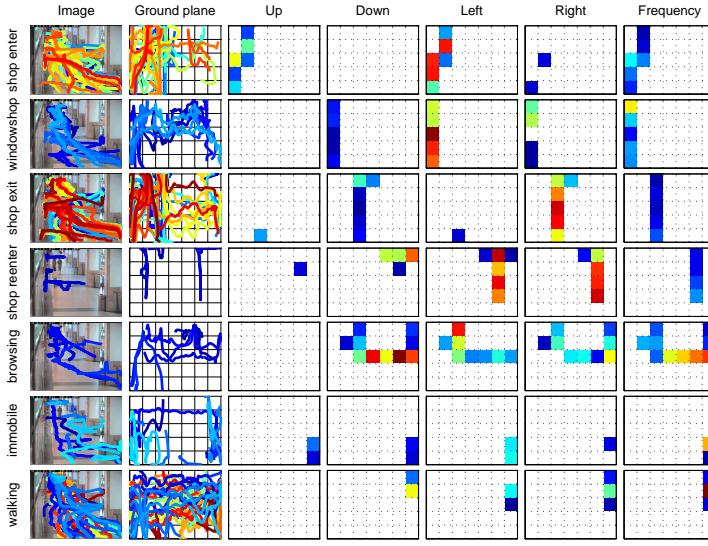 Image Ground plane Up Down Left Right Frequency
shop enter
windowshop
shop exit
shop reenter
browsing
immobile
walking